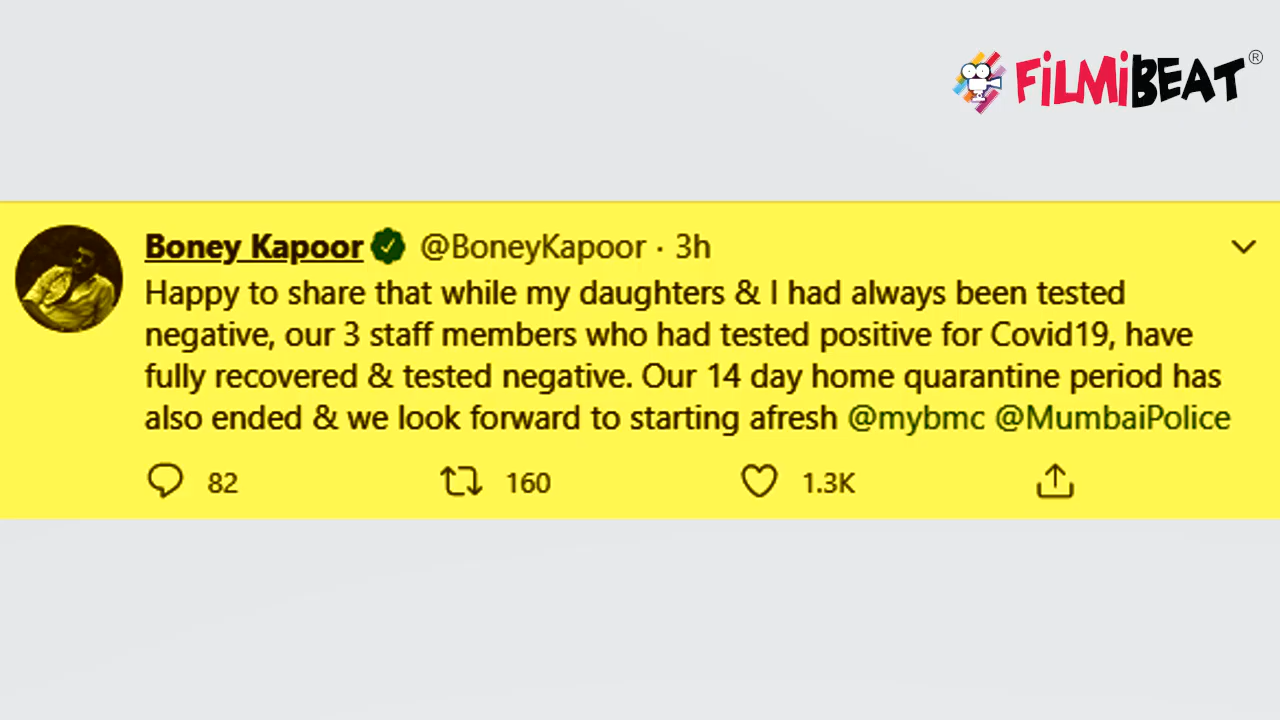 FiLMiBEAT®
Boney Kapoor @BoneyKapoor · 3h
Happy to share that while my daughters & I had always been tested
negative, our 3 staff members who had tested positive for Covid19, have
fully recovered & tested negative. Our 14 day home quarantine period has
also ended & we look forward to starting afresh @mybmc @MumbaiPolice
82 160 1.3K